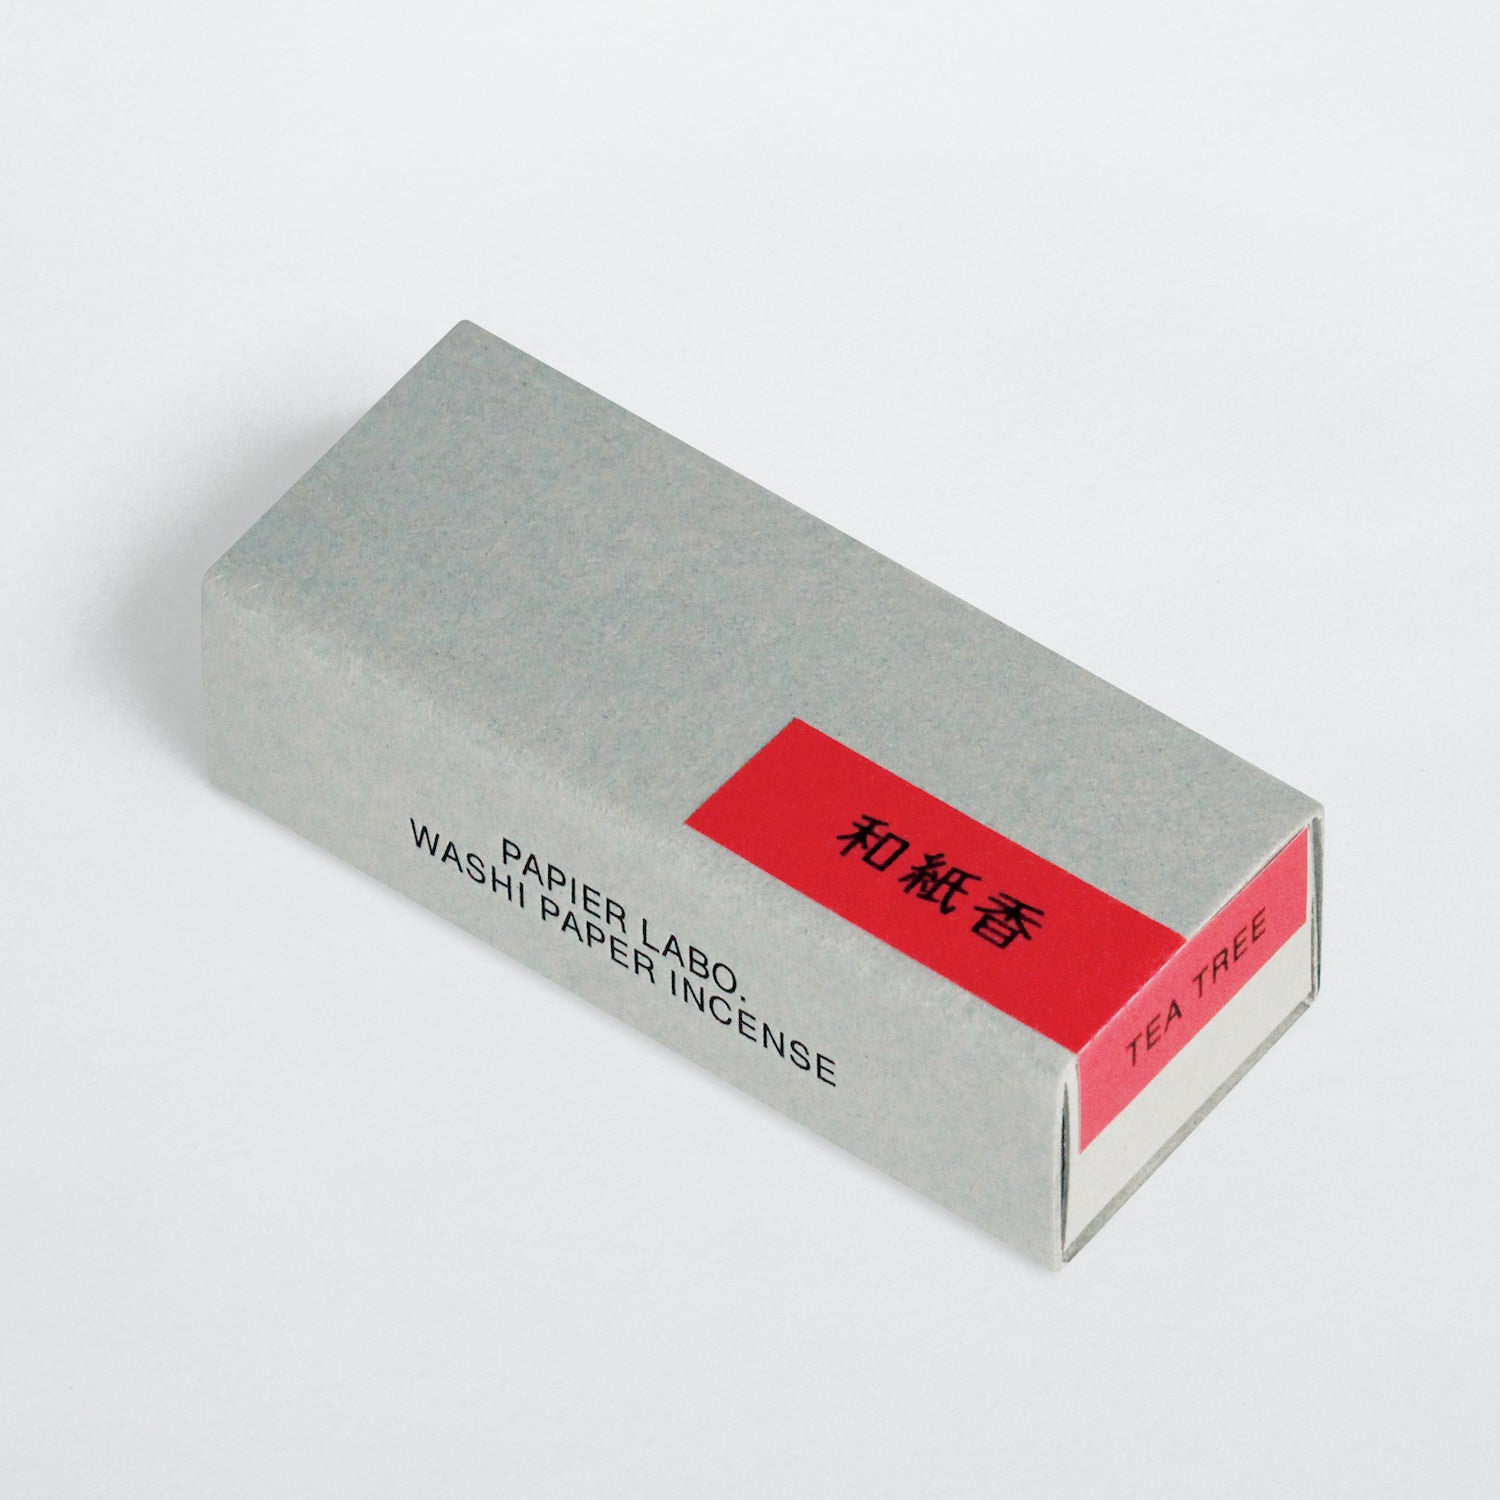 和紙香
TEA TREE
PAPIER LABO.
WASHI PAPER INCENSE